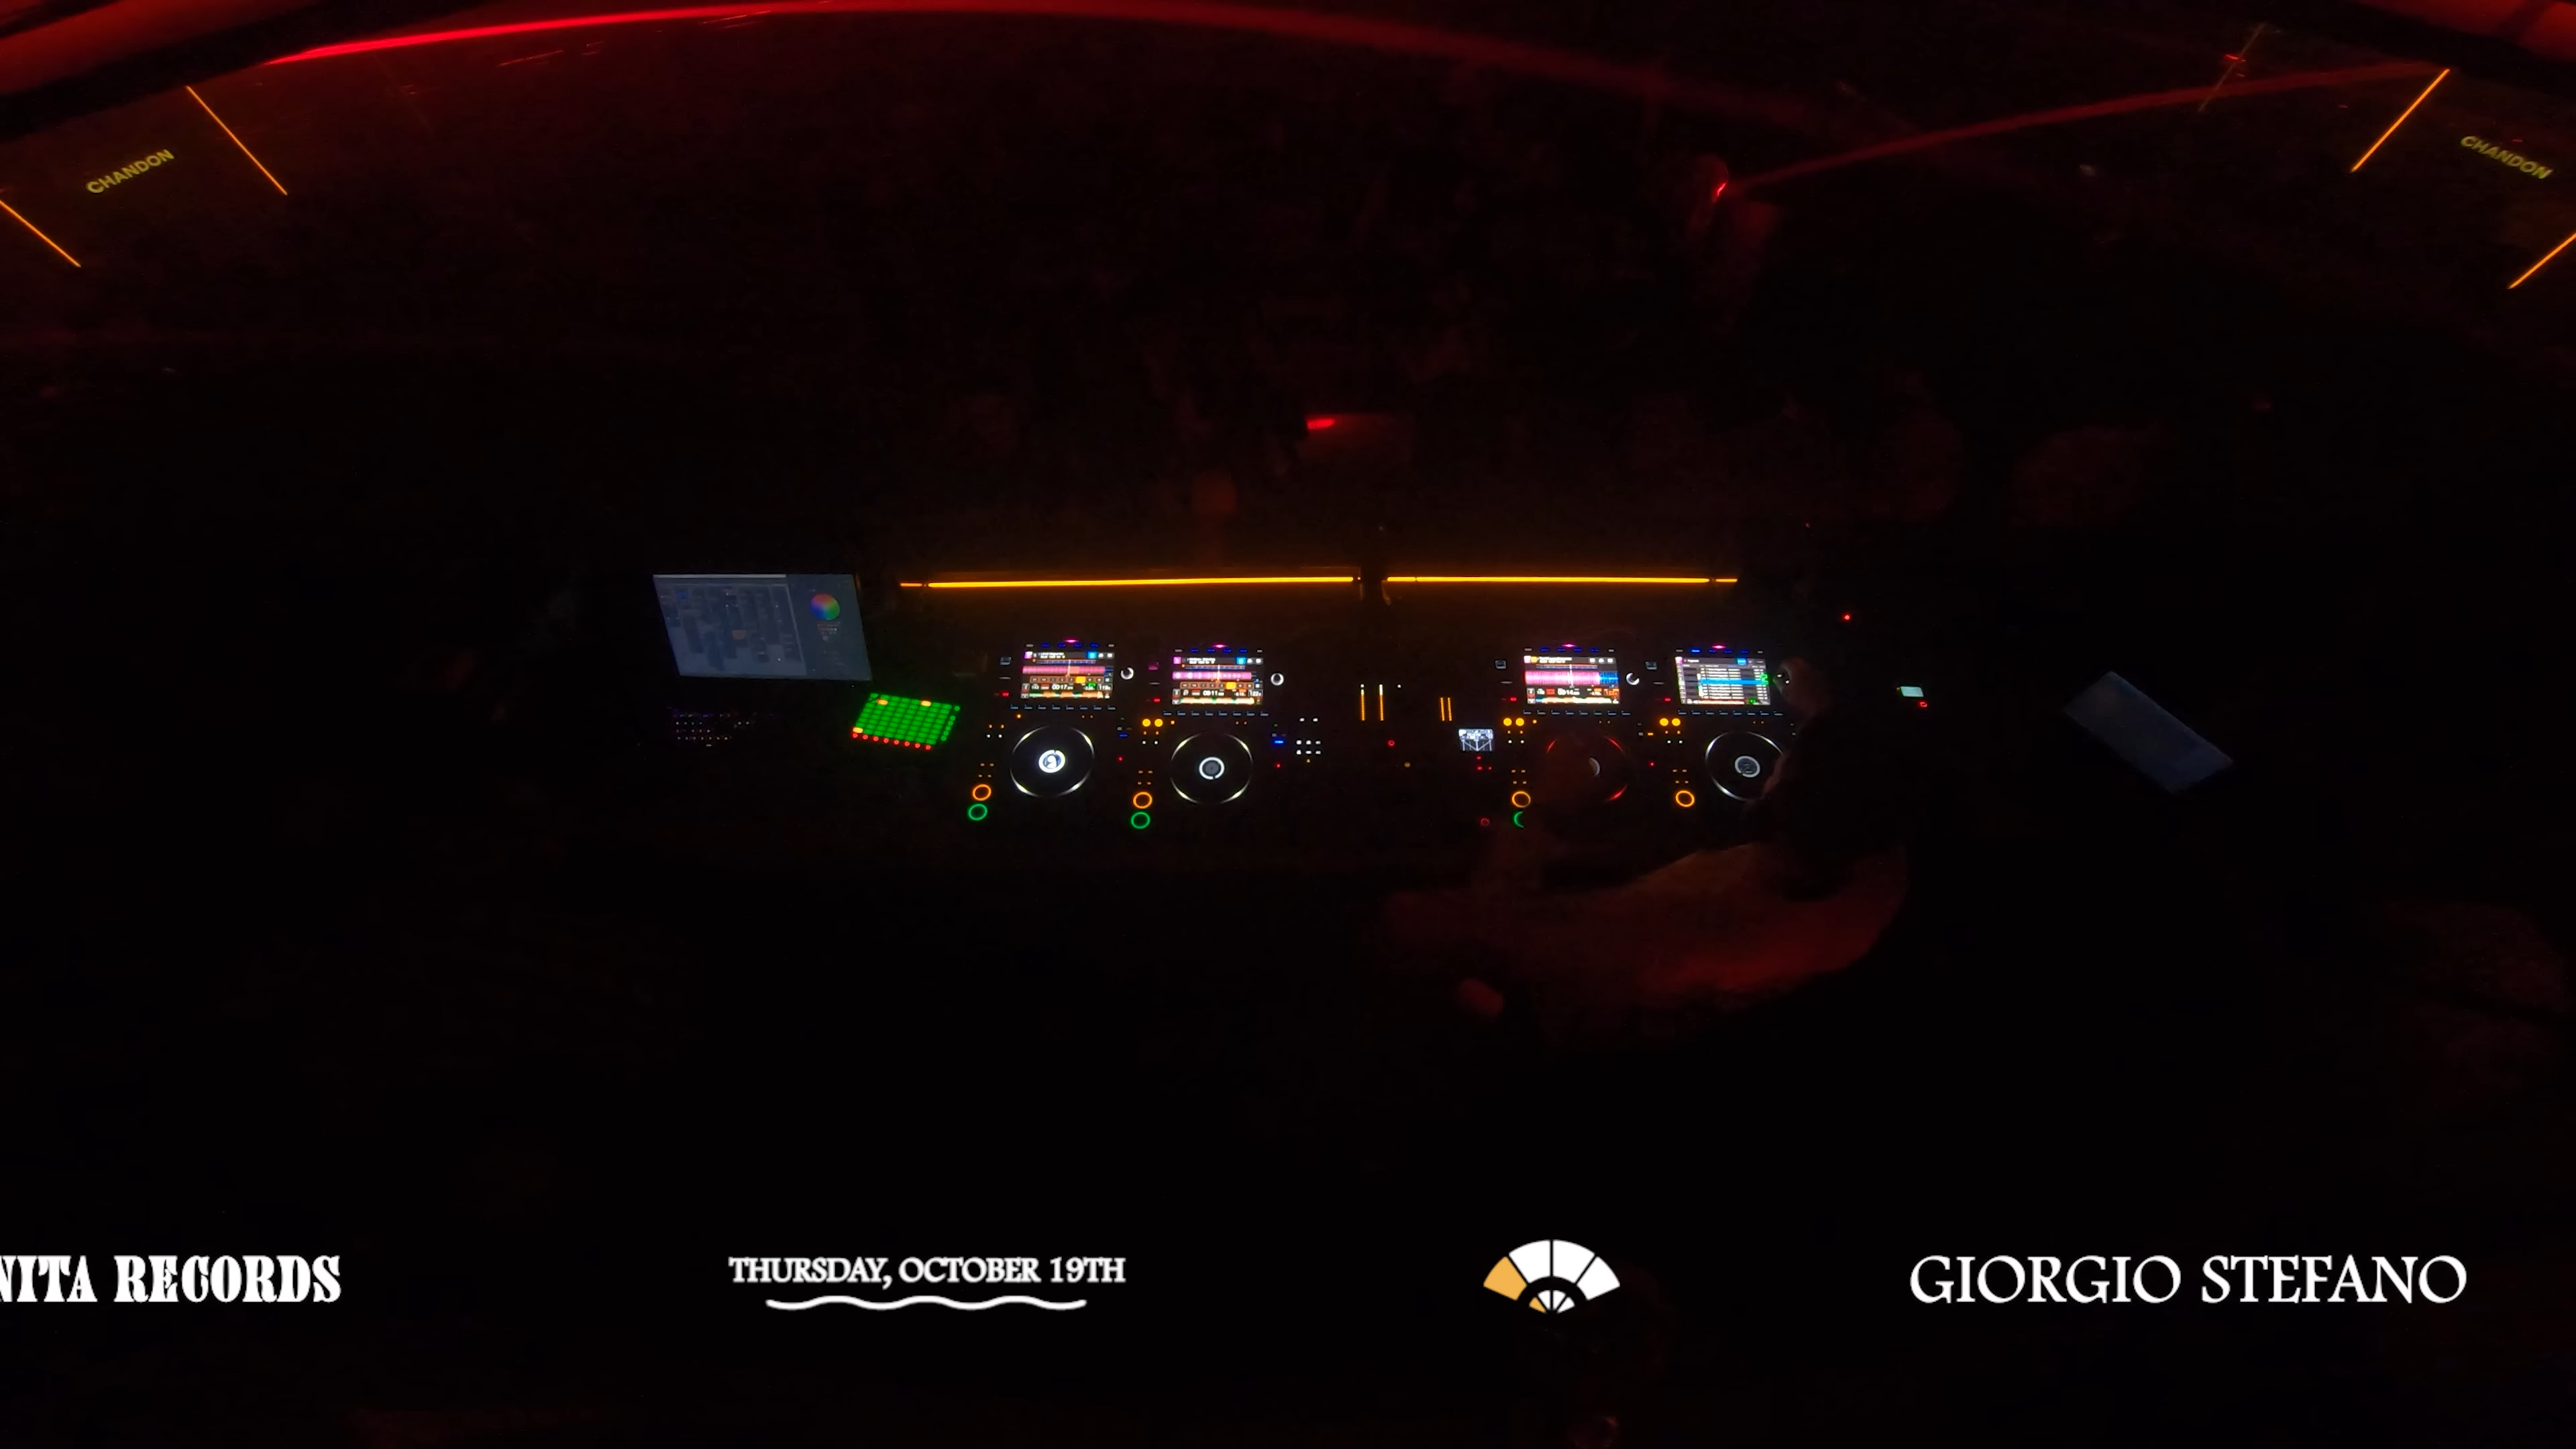 CHANDON
CHANDON
NITA RECORDS
THURSDAY, OCTOBER 19TH
GIORGIO STEFANO